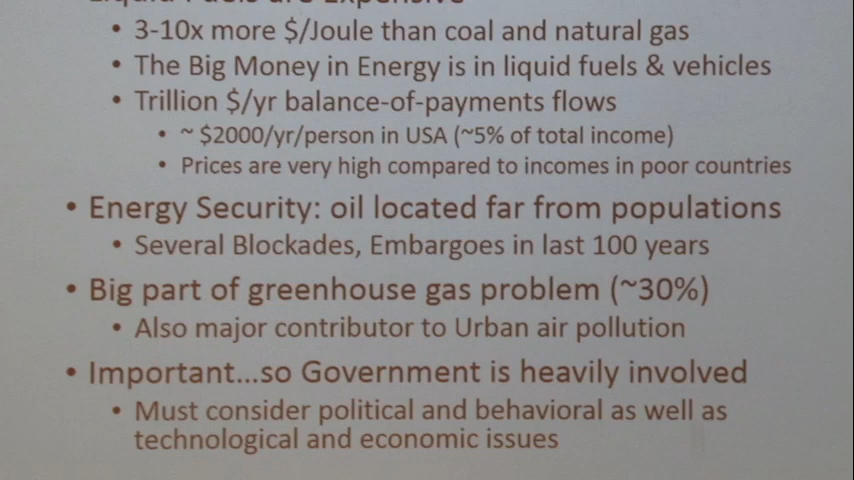 Liquid Fuels are Expensive
• 3-10x more $/Joule than coal and natural gas
• The Big Money in Energy is in liquid fuels & vehicles
• Trillion $/yr balance-of-payments flows
• ~ $2000/yr/person in USA (~5% of total income)
• Prices are very high compared to incomes in poor countries
• Energy Security: oil located far from populations
• Several Blockades, Embargoes in last 100 years
• Big part of greenhouse gas problem (~30%)
• Also major contributor to Urban air pollution
• Important...so Government is heavily involved
• Must consider political and behavioral as well as
technological and economic issues